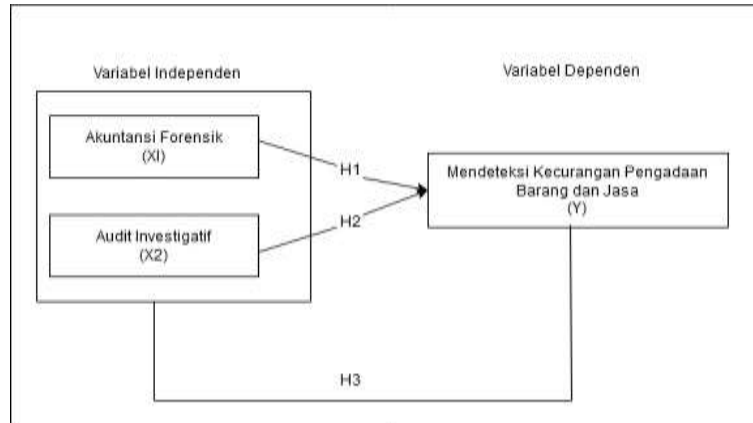 Variabel Independen
Variabel Dependen
Akuntansi Forensik
(XI)
H1
Mendeteksi Kecurangan Pengadaan
Barang dan Jasa
(Y)
Audit Investigatif
(X2)
H2
H3